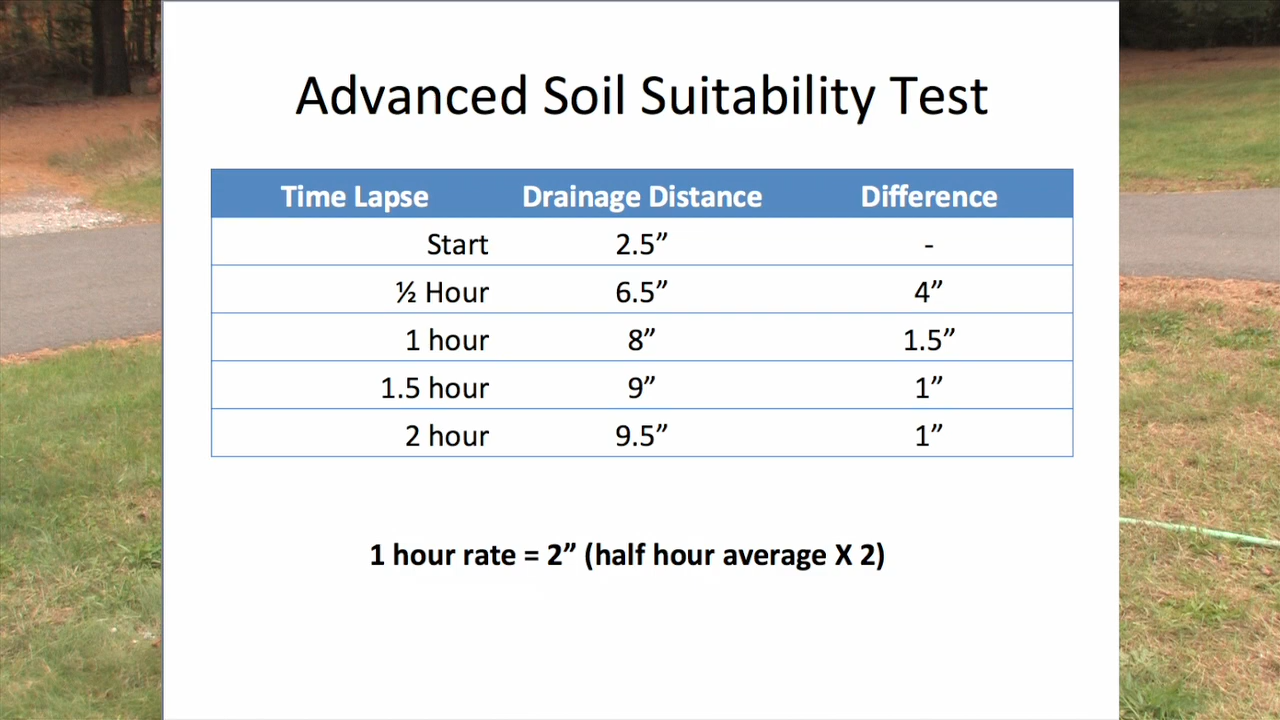 Advanced Soil Suitability Test
Time Lapse Drainage Distance Difference
Start 2.5” -
½ Hour 6.5” 4”
1 hour 8” 1.5”
1.5 hour 9” 1”
2 hour 9.5” 1”
1 hour rate = 2” (half hour average X 2)